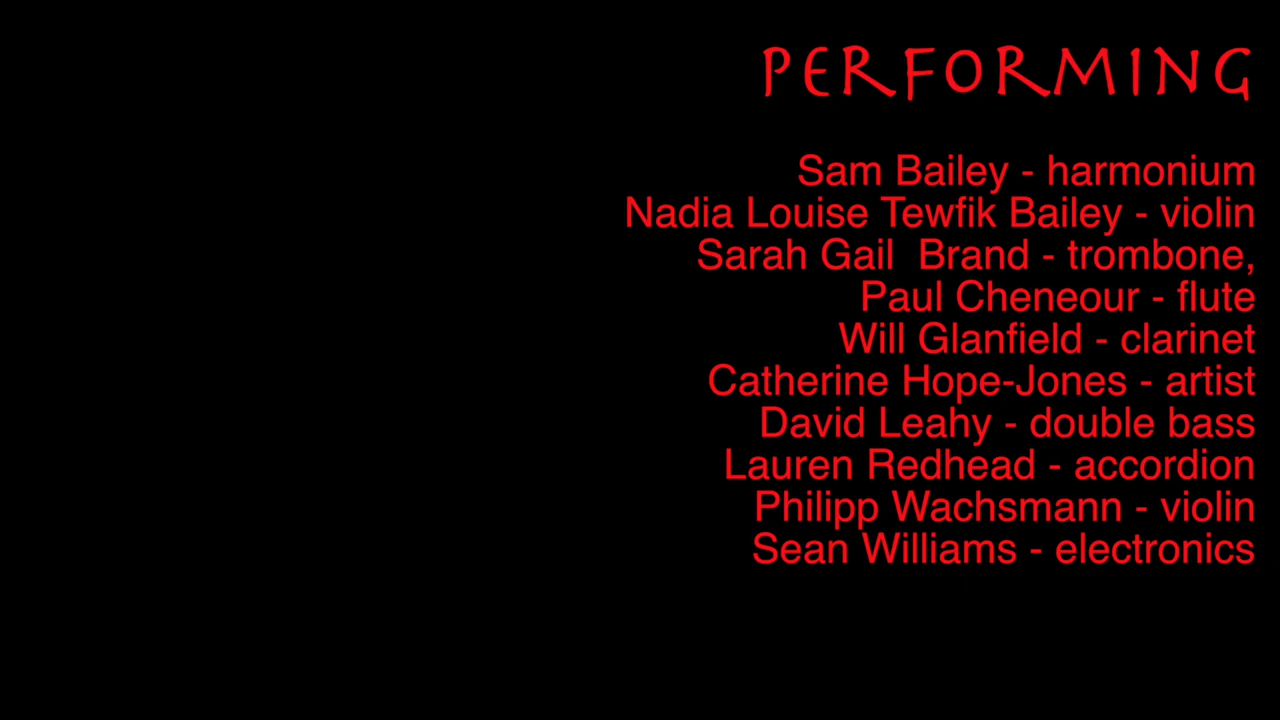 PERFORMING
Sam Bailey - harmonium
Nadia Louise Tewfik Bailey - violin
Sarah Gail  Brand - trombone,
Paul Cheneour - flute
Will Glanfield - clarinet
Catherine Hope-Jones - artist
David Leahy - double bass
Lauren Redhead - accordion
Philipp Wachsmann - violin
Sean Williams - electronics